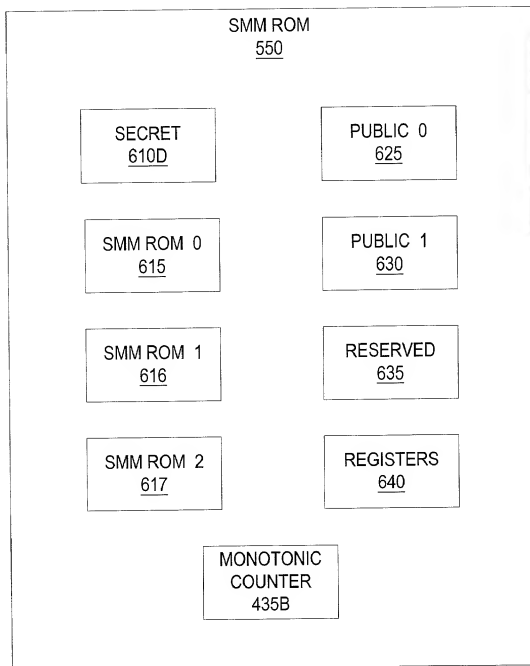 SMM ROM
550
SECRET
610D
PUBLIC 0
625
SMM ROM 0
615
PUBLIC 1
630
SMM ROM 1
616
RESERVED
635
SMM ROM 2
617
REGISTERS
640
MONOTONIC
COUNTER
435B